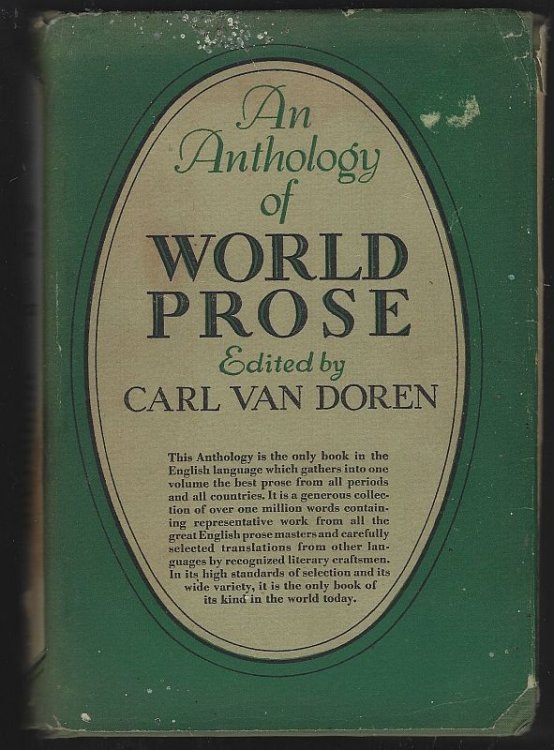 An
Anthology
of
WORLD
PROSE
Edited by
CARL VAN DOREN
This Anthology is the only book in the
English language which gathers into one
volume the best prose from all periods
and all countries. It is a generous collec-
tion of over one million words contain-
ing representative work from all the
great English prose masters and carefully
selected translations from other lan-
guages by recognized literary craftsmen.
In its high standards of selection and its
wide variety, it is the only book of
its kind in the world today.